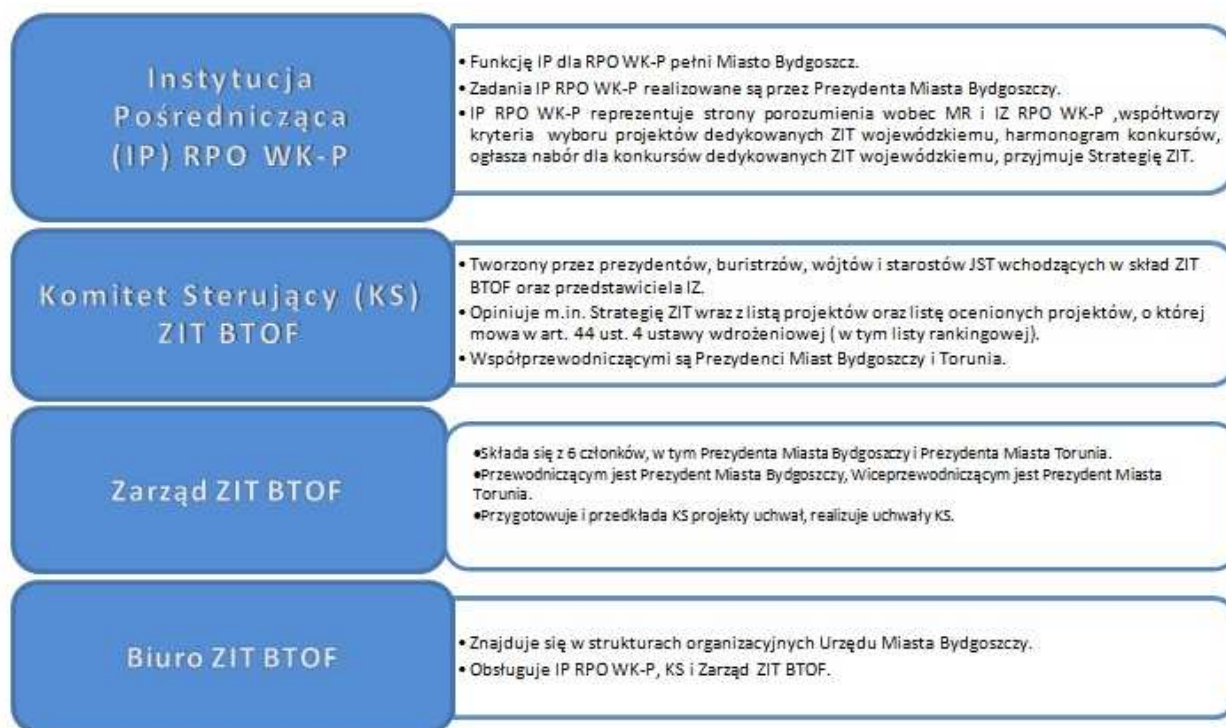 Instytucja
Pośrednicząca
(IP) RPO WK-P
• Funkcję IP dla RPO WK-P pełni Miasto Bydgoszcz.
• Zadania IP RPO WK-P realizowane są przez Prezydenta Miasta Bydgoszczy.
• IP RPO WK-P reprezentuje strony porozumienia wobec MR i IZ RPO WK-P ,współtworzy
kryteria wyboru projektów dedykowanych ZIT wojewódzkiemu, harmonogram konkursów,
ogłasza nabór dla konkursów dedykowanych ZIT wojewódzkiemu, przyjmuje Strategię ZIT.
Komitet Sterujący (KS)
ZIT BTOF
• Tworzony przez prezydentów, buristrzów, wójtów i starostów JST wchodzących w skład ZIT
BTOF oraz przedstawiciela IZ.
• Opiniuje m.in. Strategię ZIT wraz z listą projektów oraz listę ocenionych projektów, o której
mowa w art. 44 ust. 4 ustawy wdrożeniowej ( w tym listy rankingowej).
• Współprzewodniczącymi są Prezydenci Miast Bydgoszczy i Torunia.
Zarząd ZIT BTOF
•Składa się z 6 członków, w tym Prezydenta Miasta Bydgoszczy i Prezydenta Miasta Torunia.
•Przewodniczącym jest Prezydent Miasta Bydgoszczy, Wiceprzewodniczącym jest Prezydent Miasta
Torunia.
•Przygotowuje i przedkłada KS projekty uchwał, realizuje uchwały KS.
Biuro ZIT BTOF
• Znajduje się w strukturach organizacyjnych Urzędu Miasta Bydgoszczy.
• Obsługuje IP RPO WK-P, KS i Zarząd ZIT BTOF.